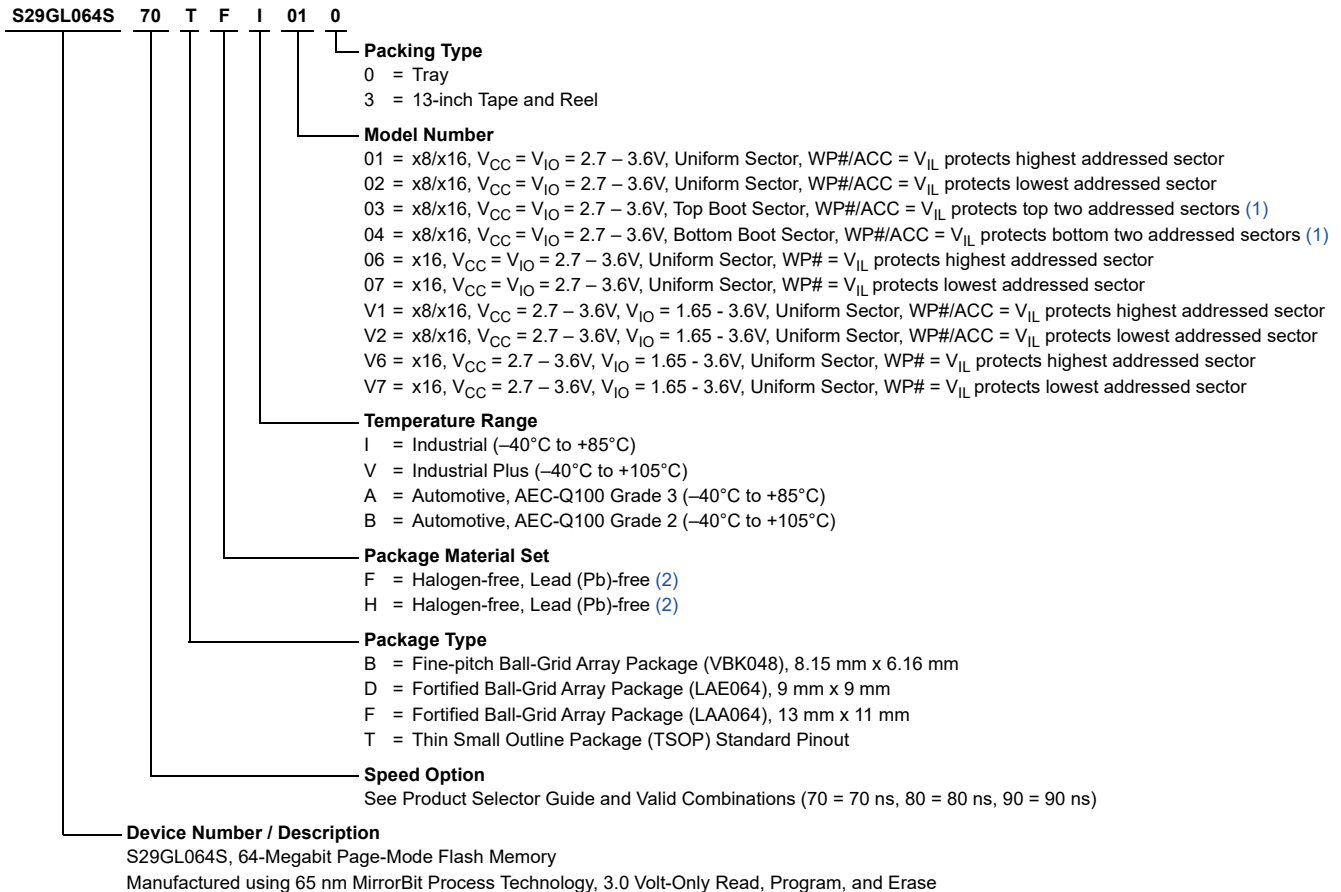 S29GL064S 70 T F I 01 0
Packing Type
0 = Tray
3 = 13-inch Tape and Reel
Model Number
01 = x8/x16, VCC = VIO = 2.7 – 3.6V, Uniform Sector, WP#/ACC = VIL protects highest addressed sector
02 = x8/x16, VCC = VIO = 2.7 – 3.6V, Uniform Sector, WP#/ACC = VIL protects lowest addressed sector
03 = x8/x16, VCC = VIO = 2.7 – 3.6V, Top Boot Sector, WP#/ACC = VIL protects top two addressed sectors (1)
04 = x8/x16, VCC = VIO = 2.7 – 3.6V, Bottom Boot Sector, WP#/ACC = VIL protects bottom two addressed sectors (1)
06 = x16, VCC = VIO = 2.7 – 3.6V, Uniform Sector, WP# = VIL protects highest addressed sector
07 = x16, VCC = VIO = 2.7 – 3.6V, Uniform Sector, WP# = VIL protects lowest addressed sector
V1 = x8/x16, VCC = 2.7 – 3.6V, VIO = 1.65 - 3.6V, Uniform Sector, WP#/ACC = VIL protects highest addressed sector
V2 = x8/x16, VCC = 2.7 – 3.6V, VIO = 1.65 - 3.6V, Uniform Sector, WP#/ACC = VIL protects lowest addressed sector
V6 = x16, VCC = 2.7 – 3.6V, VIO = 1.65 - 3.6V, Uniform Sector, WP# = VIL protects highest addressed sector
V7 = x16, VCC = 2.7 – 3.6V, VIO = 1.65 - 3.6V, Uniform Sector, WP# = VIL protects lowest addressed sector
Temperature Range
I = Industrial (–40°C to +85°C)
V = Industrial Plus (–40°C to +105°C)
A = Automotive, AEC-Q100 Grade 3 (–40°C to +85°C)
B = Automotive, AEC-Q100 Grade 2 (–40°C to +105°C)
Package Material Set
F = Halogen-free, Lead (Pb)-free (2)
H = Halogen-free, Lead (Pb)-free (2)
Package Type
B = Fine-pitch Ball-Grid Array Package (VBK048), 8.15 mm x 6.16 mm
D = Fortified Ball-Grid Array Package (LAE064), 9 mm x 9 mm
F = Fortified Ball-Grid Array Package (LAA064), 13 mm x 11 mm
T = Thin Small Outline Package (TSOP) Standard Pinout
Speed Option
See Product Selector Guide and Valid Combinations (70 = 70 ns, 80 = 80 ns, 90 = 90 ns)
Device Number / Description
S29GL064S, 64-Megabit Page-Mode Flash Memory
Manufactured using 65 nm MirrorBit Process Technology, 3.0 Volt-Only Read, Program, and Erase